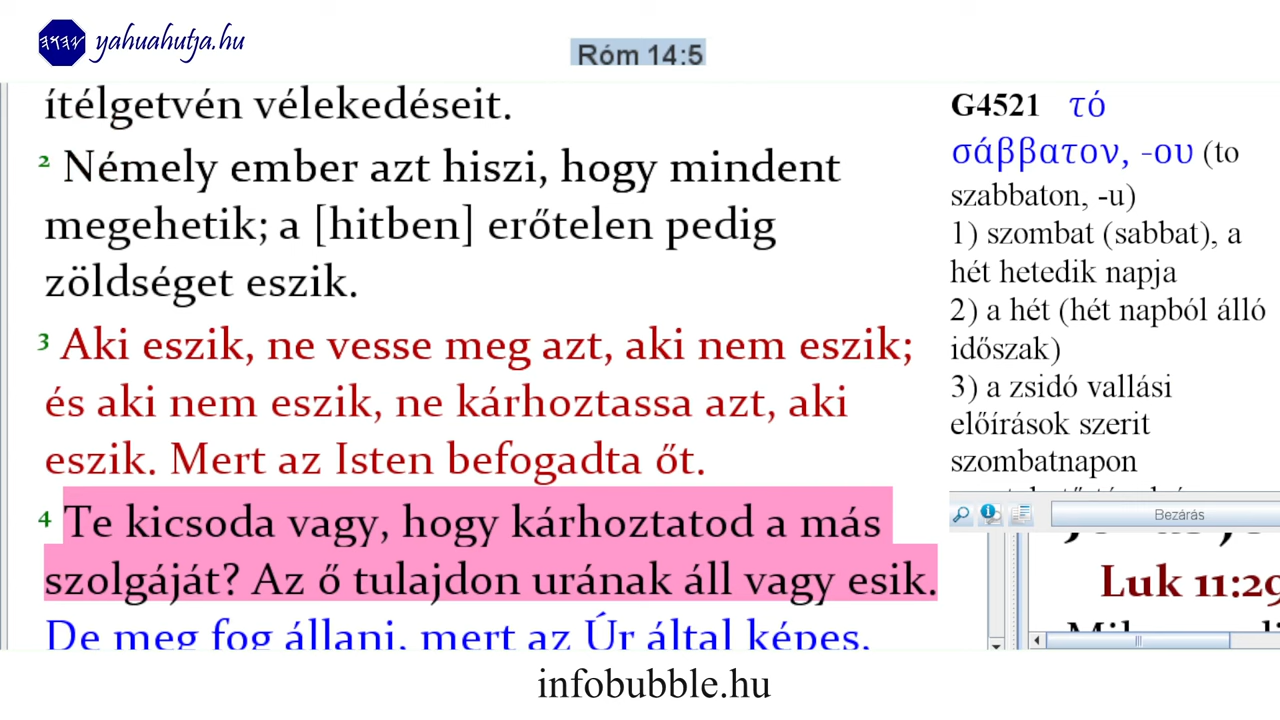 yahuahutja.hu
Róm 14:5
ítélgetvén vélekedéseit.
2 Némely ember azt hiszi, hogy mindent
megehetik; a [hitben] erőtelen pedig
zöldséget eszik.
3 Aki eszik, ne vesse meg azt, aki nem eszik;
és aki nem eszik, ne kárhoztassa azt, aki
eszik. Mert az Isten befogadta őt.
4 Te kicsoda vagy, hogy kárhoztatod a más
szolgáját? Az ő tulajdon urának áll vagy esik.
De meg fog állani, mert az Úr által képes,
G4521 τό
σάββατον, -ου (to
szabbaton, -u)
1) szombat (sabbat), a
hét hetedik napja
2) a hét (hét napból álló
időszak)
3) a zsidó vallási
előírások szerit
szombatnapon
Bezárás
Luk 11:29
infobubble.hu